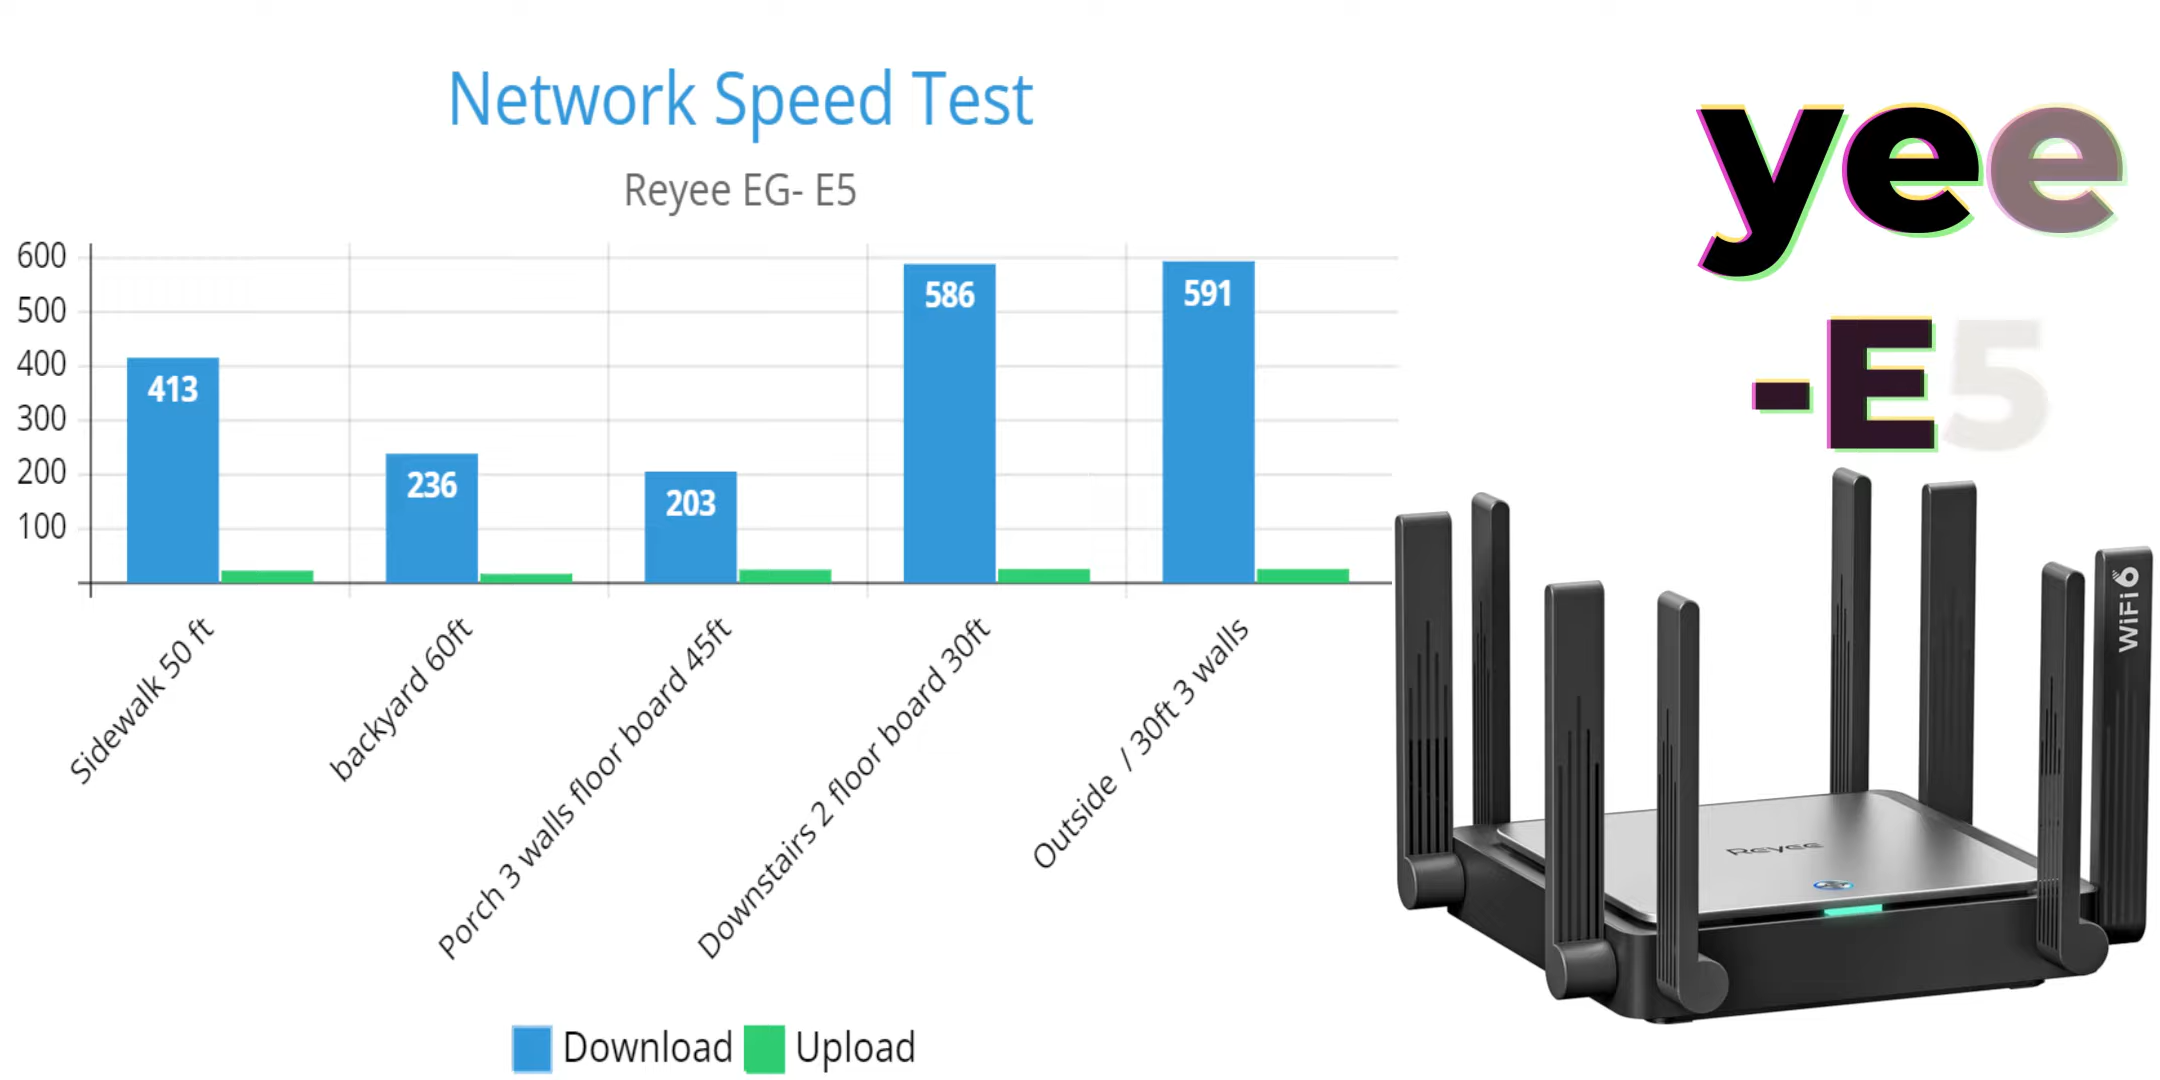 Network Speed Test
Reyee EG- E5
600
500
400
300
200
100
413
236
203
586
591
Sidewalk 50 ft
backyard 60ft
Porch 3 walls floor board 45ft
Downstairs 2 floor board 30ft
Outside / 30ft 3 walls
Download
Upload
yee
-E5
WiFi6
Reyee